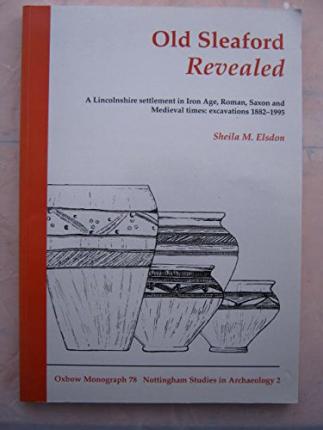 Old Sleaford
Revealed
A Lincolnshire settlement in Iron Age, Roman, Saxon and
Medieval times: excavations 1882–1995
Sheila M. Elsdon
Oxbow Monograph 78 Nottingham Studies in Archaeology 2